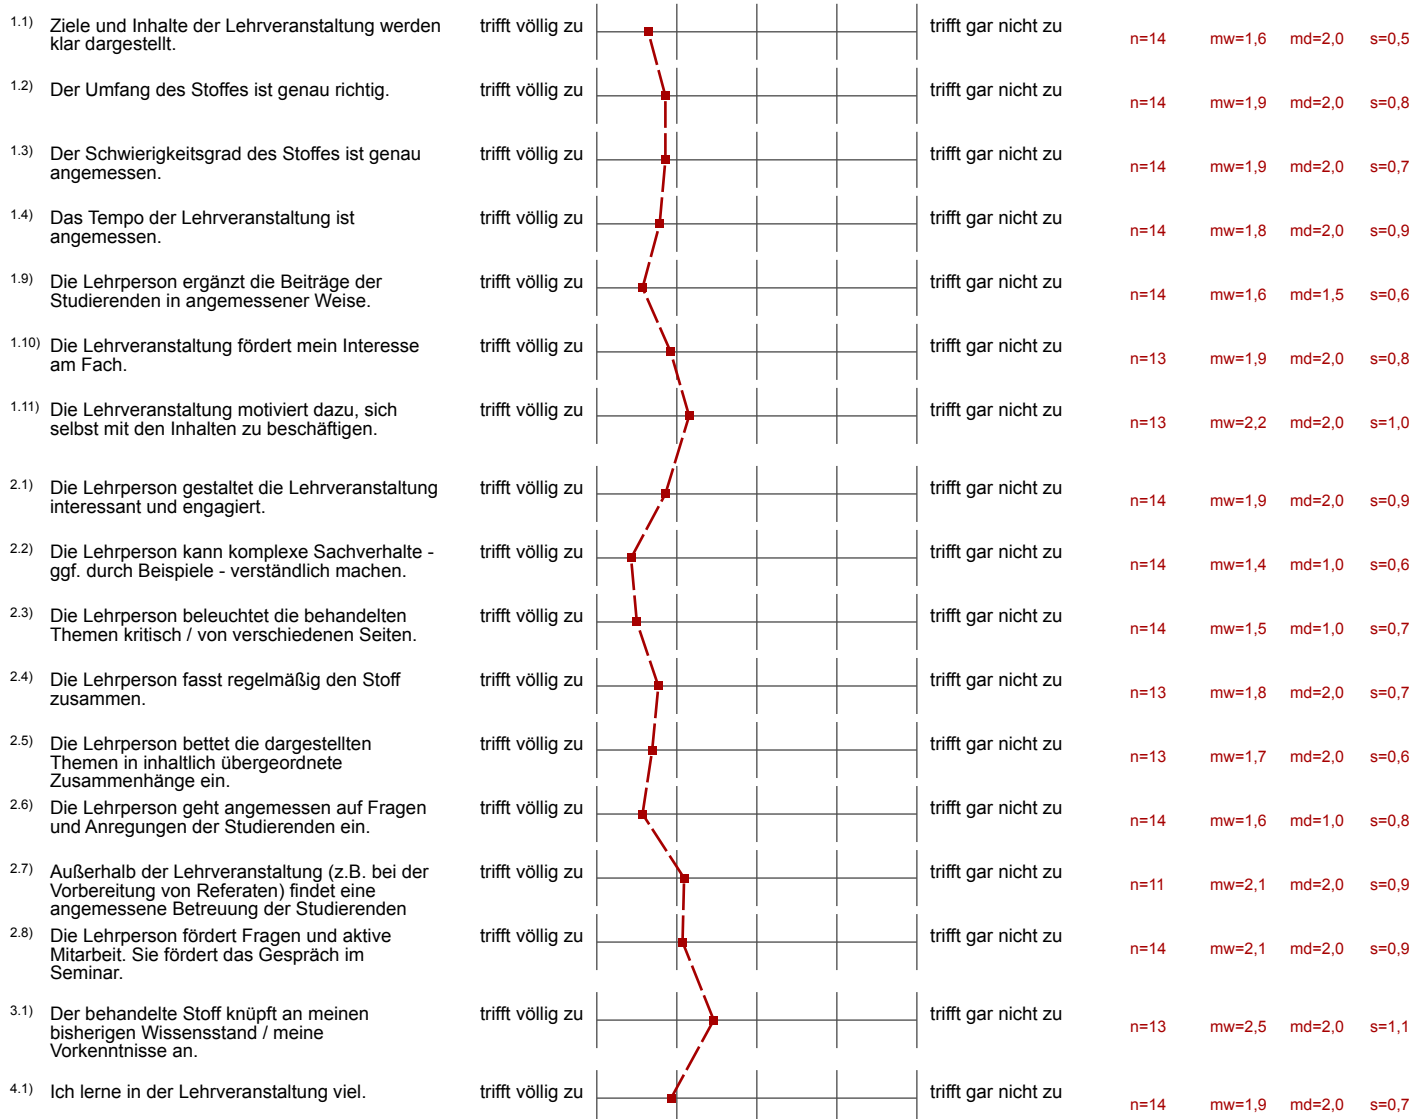 1.1) Ziele und Inhalte der Lehrveranstaltung werden klar dargestellt. trifft völlig zu trifft gar nicht zu n=14 mw=1,6 md=2,0 s=0,5
1.2) Der Umfang des Stoffes ist genau richtig. trifft völlig zu trifft gar nicht zu n=14 mw=1,9 md=2,0 s=0,8
1.3) Der Schwierigkeitsgrad des Stoffes ist genau angemessen. trifft völlig zu trifft gar nicht zu n=14 mw=1,9 md=2,0 s=0,7
1.4) Das Tempo der Lehrveranstaltung ist angemessen. trifft völlig zu trifft gar nicht zu n=14 mw=1,8 md=2,0 s=0,9
1.9) Die Lehrperson ergänzt die Beiträge der Studierenden in angemessener Weise. trifft völlig zu trifft gar nicht zu n=14 mw=1,6 md=1,5 s=0,6
1.10) Die Lehrveranstaltung fördert mein Interesse am Fach. trifft völlig zu trifft gar nicht zu n=13 mw=1,9 md=2,0 s=0,8
1.11) Die Lehrveranstaltung motiviert dazu, sich selbst mit den Inhalten zu beschäftigen. trifft völlig zu trifft gar nicht zu n=13 mw=2,2 md=2,0 s=1,0
2.1) Die Lehrperson gestaltet die Lehrveranstaltung interessant und engagiert. trifft völlig zu trifft gar nicht zu n=14 mw=1,9 md=2,0 s=0,9
2.2) Die Lehrperson kann komplexe Sachverhalte - ggf. durch Beispiele - verständlich machen. trifft völlig zu trifft gar nicht zu n=14 mw=1,4 md=1,0 s=0,6
2.3) Die Lehrperson beleuchtet die behandelten Themen kritisch / von verschiedenen Seiten. trifft völlig zu trifft gar nicht zu n=14 mw=1,5 md=1,0 s=0,7
2.4) Die Lehrperson fasst regelmäßig den Stoff zusammen. trifft völlig zu trifft gar nicht zu n=13 mw=1,8 md=2,0 s=0,7
2.5) Die Lehrperson bettet die dargestellten Themen in inhaltlich übergeordnete Zusammenhänge ein. trifft völlig zu trifft gar nicht zu n=13 mw=1,7 md=2,0 s=0,6
2.6) Die Lehrperson geht angemessen auf Fragen und Anregungen der Studierenden ein. trifft völlig zu trifft gar nicht zu n=14 mw=1,6 md=1,0 s=0,8
2.7) Außerhalb der Lehrveranstaltung (z.B. bei der Vorbereitung von Referaten) findet eine angemessene Betreuung der Studierenden trifft völlig zu trifft gar nicht zu n=11 mw=2,1 md=2,0 s=0,9
2.8) Die Lehrperson fördert Fragen und aktive Mitarbeit. Sie fördert das Gespräch im Seminar. trifft völlig zu trifft gar nicht zu n=14 mw=2,1 md=2,0 s=0,9
3.1) Der behandelte Stoff knüpft an meinen bisherigen Wissensstand / meine Vorkenntnisse an. trifft völlig zu trifft gar nicht zu n=13 mw=2,5 md=2,0 s=1,1
4.1) Ich lerne in der Lehrveranstaltung viel. trifft völlig zu trifft gar nicht zu n=14 mw=1,9 md=2,0 s=0,7